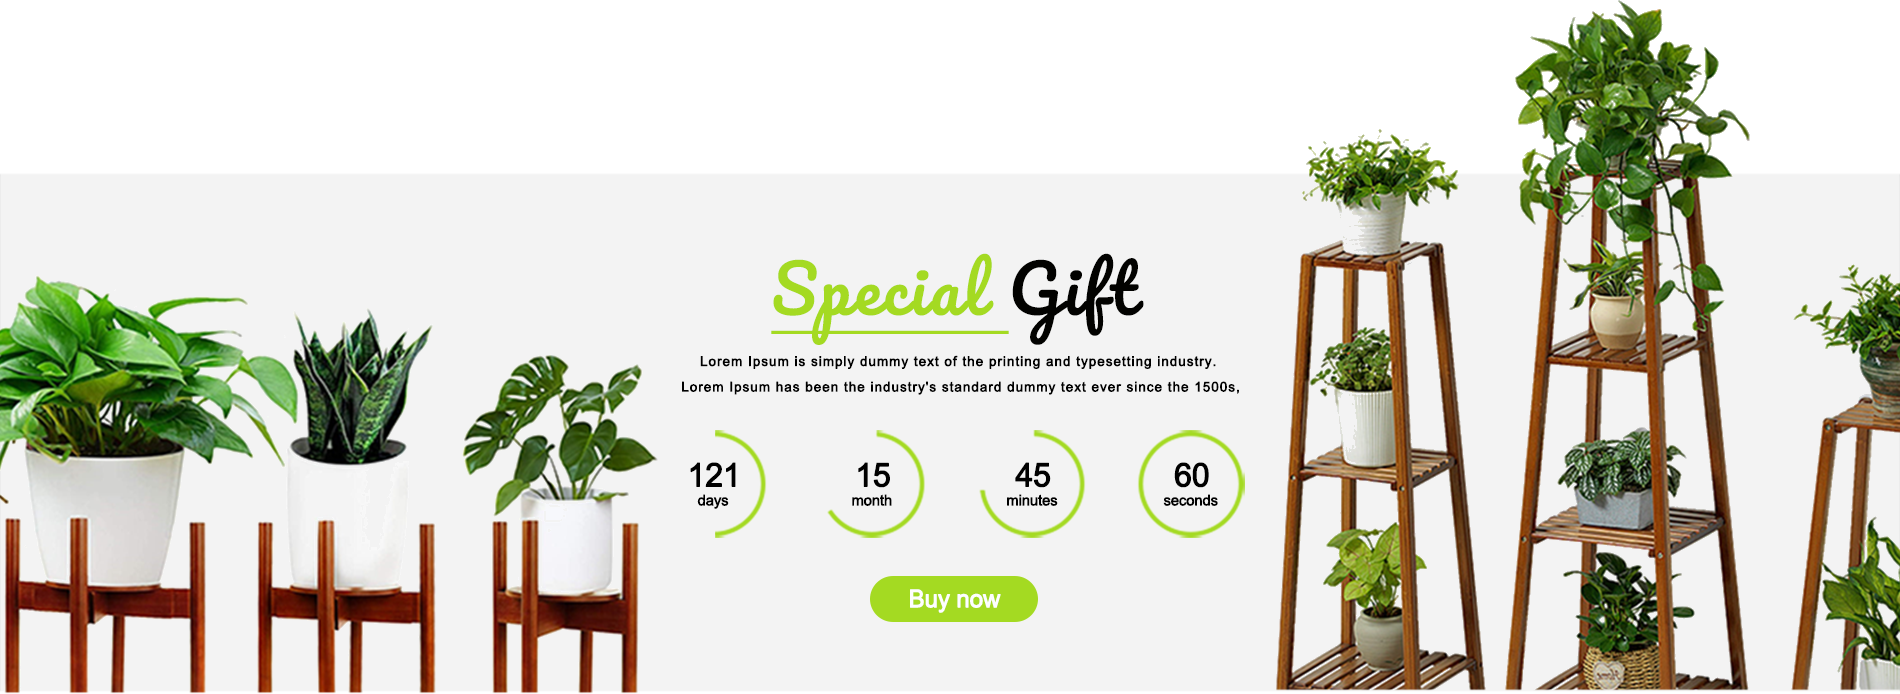 Special Gift
Lorem Ipsum is simply dummy text of the printing and typesetting industry.
Lorem Ipsum has been the industry's standard dummy text ever since the 1500s,
121 15 45 60
days month minutes seconds
Buy now